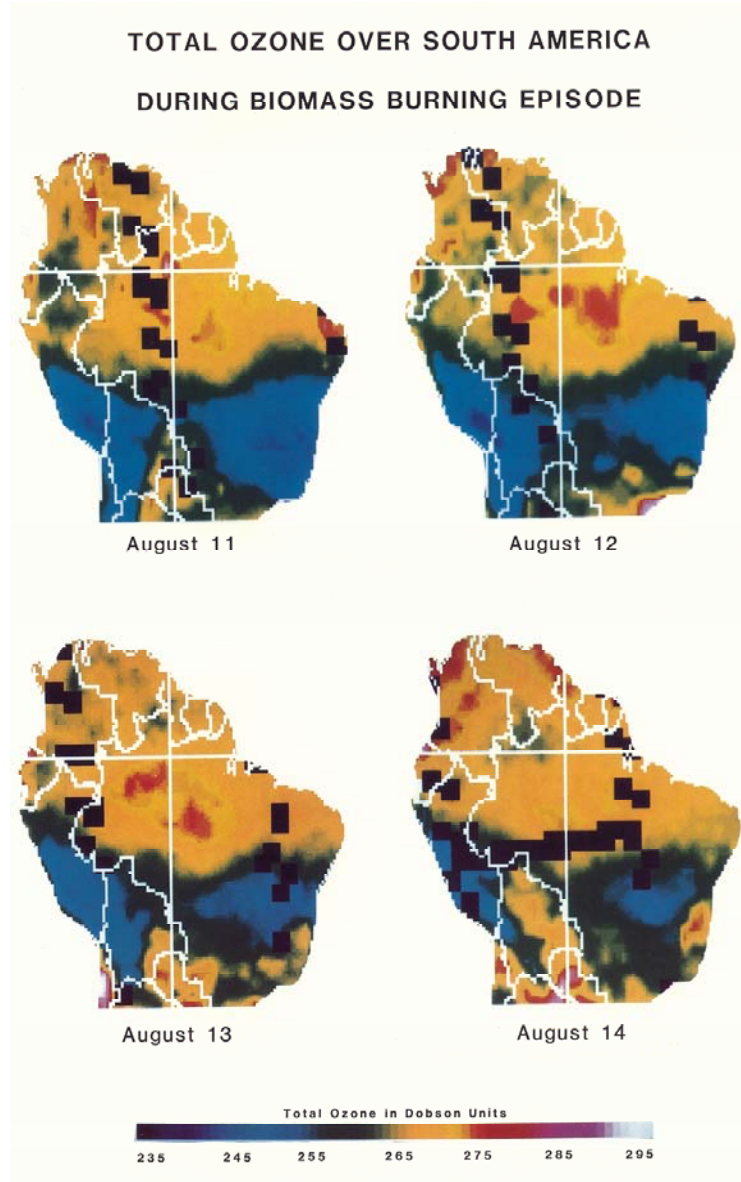 TOTAL OZONE OVER SOUTH AMERICA
DURING BIOMASS BURNING EPISODE
August 11
August 12
August 13
August 14
Total Ozone in Dobson Units
235 245 255 265 275 285 295